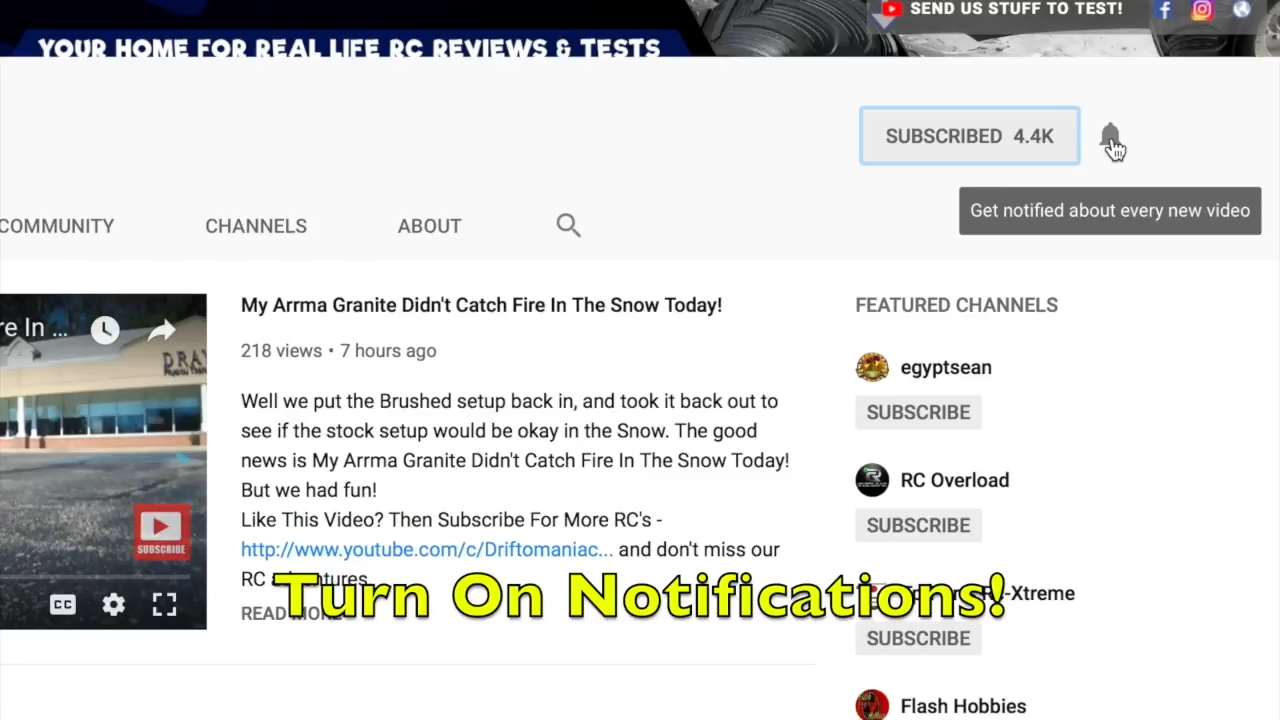 SEND US STUFF TO TEST!
YOUR HOME FOR REAL LIFE RC REVIEWS & TESTS
SUBSCRIBED 4.4K
Get notified about every new video
COMMUNITY
CHANNELS
ABOUT
re In ...
DRAY
SUBSCRIBE
CC
My Arrma Granite Didn't Catch Fire In The Snow Today!
218 views • 7 hours ago
Well we put the Brushed setup back in, and took it back out to
see if the stock setup would be okay in the Snow. The good
news is My Arrma Granite Didn't Catch Fire In The Snow Today!
But we had fun!
Like This Video? Then Subscribe For More RC's -
http://www.youtube.com/c/Driftomaniac... and don't miss our
RC
READ MORE
Turn On Notifications!
FEATURED CHANNELS
egyptsean
SUBSCRIBE
RC Overload
SUBSCRIBE
-Xtreme
SUBSCRIBE
Flash Hobbies